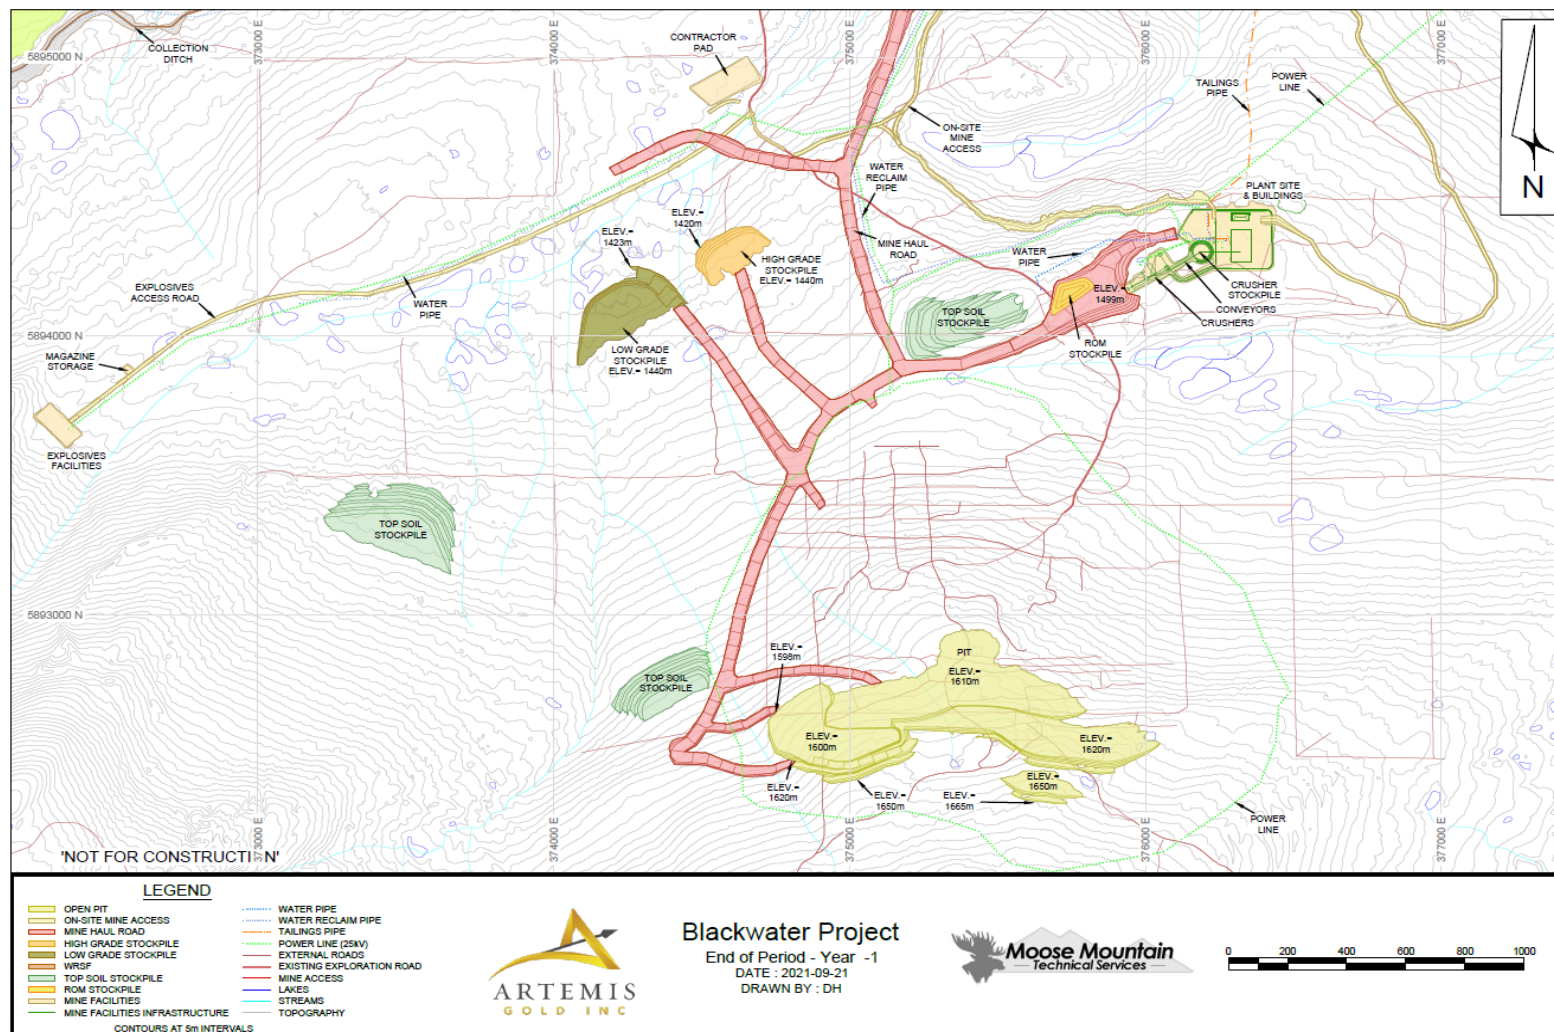 5895000 N
373000 E
374000 E
375000 E
376000 E
377000 E
COLLECTION
DITCH
CONTRACTOR
PAD
TAILINGS
PIPE
POWER
LINE
ON-SITE
MINE
ACCESS
N
WATER
RECLAIM
PIPE
PLANT SITE
& BUILDINGS
ELEV.=
1420m
ELEV.=
1423m
HIGH GRADE
STOCKPILE
ELEV.= 1440m
MINE HAUL
ROAD
WATER
PIPE
EXPLOSIVES
ACCESS ROAD
WATER
PIPE
ELEV.=
1499m
CRUSHER
STOCKPILE
CONVEYORS
CRUSHERS
TOP SOIL
STOCKPILE
ROM
STOCKPILE
5894000 N
LOW GRADE
STOCKPILE
ELEV.= 1440m
MAGAZINE
STORAGE
EXPLOSIVES
FACILITIES
TOP SOIL
STOCKPILE
5893000 N
ELEV.=
1598m
PIT
ELEV.=
1610m
TOP SOIL
STOCKPILE
ELEV.=
1600m
ELEV.=
1620m
ELEV.=
1620m
ELEV.=
1650m
ELEV.=
1650m
ELEV.=
1665m
POWER
LINE
373000 E
374000 E
375000 E
376000 E
377000 E
'NOT FOR CONSTRUCTI N'
LEGEND
OPEN PIT
ON-SITE MINE ACCESS
MINE HAUL ROAD
HIGH GRADE STOCKPILE
LOW GRADE STOCKPILE
WRSF
TOP SOIL STOCKPILE
ROM STOCKPILE
MINE FACILITIES
MINE FACILITIES INFRASTRUCTURE
WATER PIPE
WATER RECLAIM PIPE
TAILINGS PIPE
POWER LINE (25kV)
EXTERNAL ROADS
EXISTING EXPLORATION ROAD
MINE ACCESS
LAKES
STREAMS
TOPOGRAPHY
CONTOURS AT 5m INTERVALS
ARTEMIS
GOLD INC
Blackwater Project
End of Period - Year -1
DATE : 2021-09-21
DRAWN BY : DH
Moose Mountain
Technical Services
0 200 400 600 800 1000